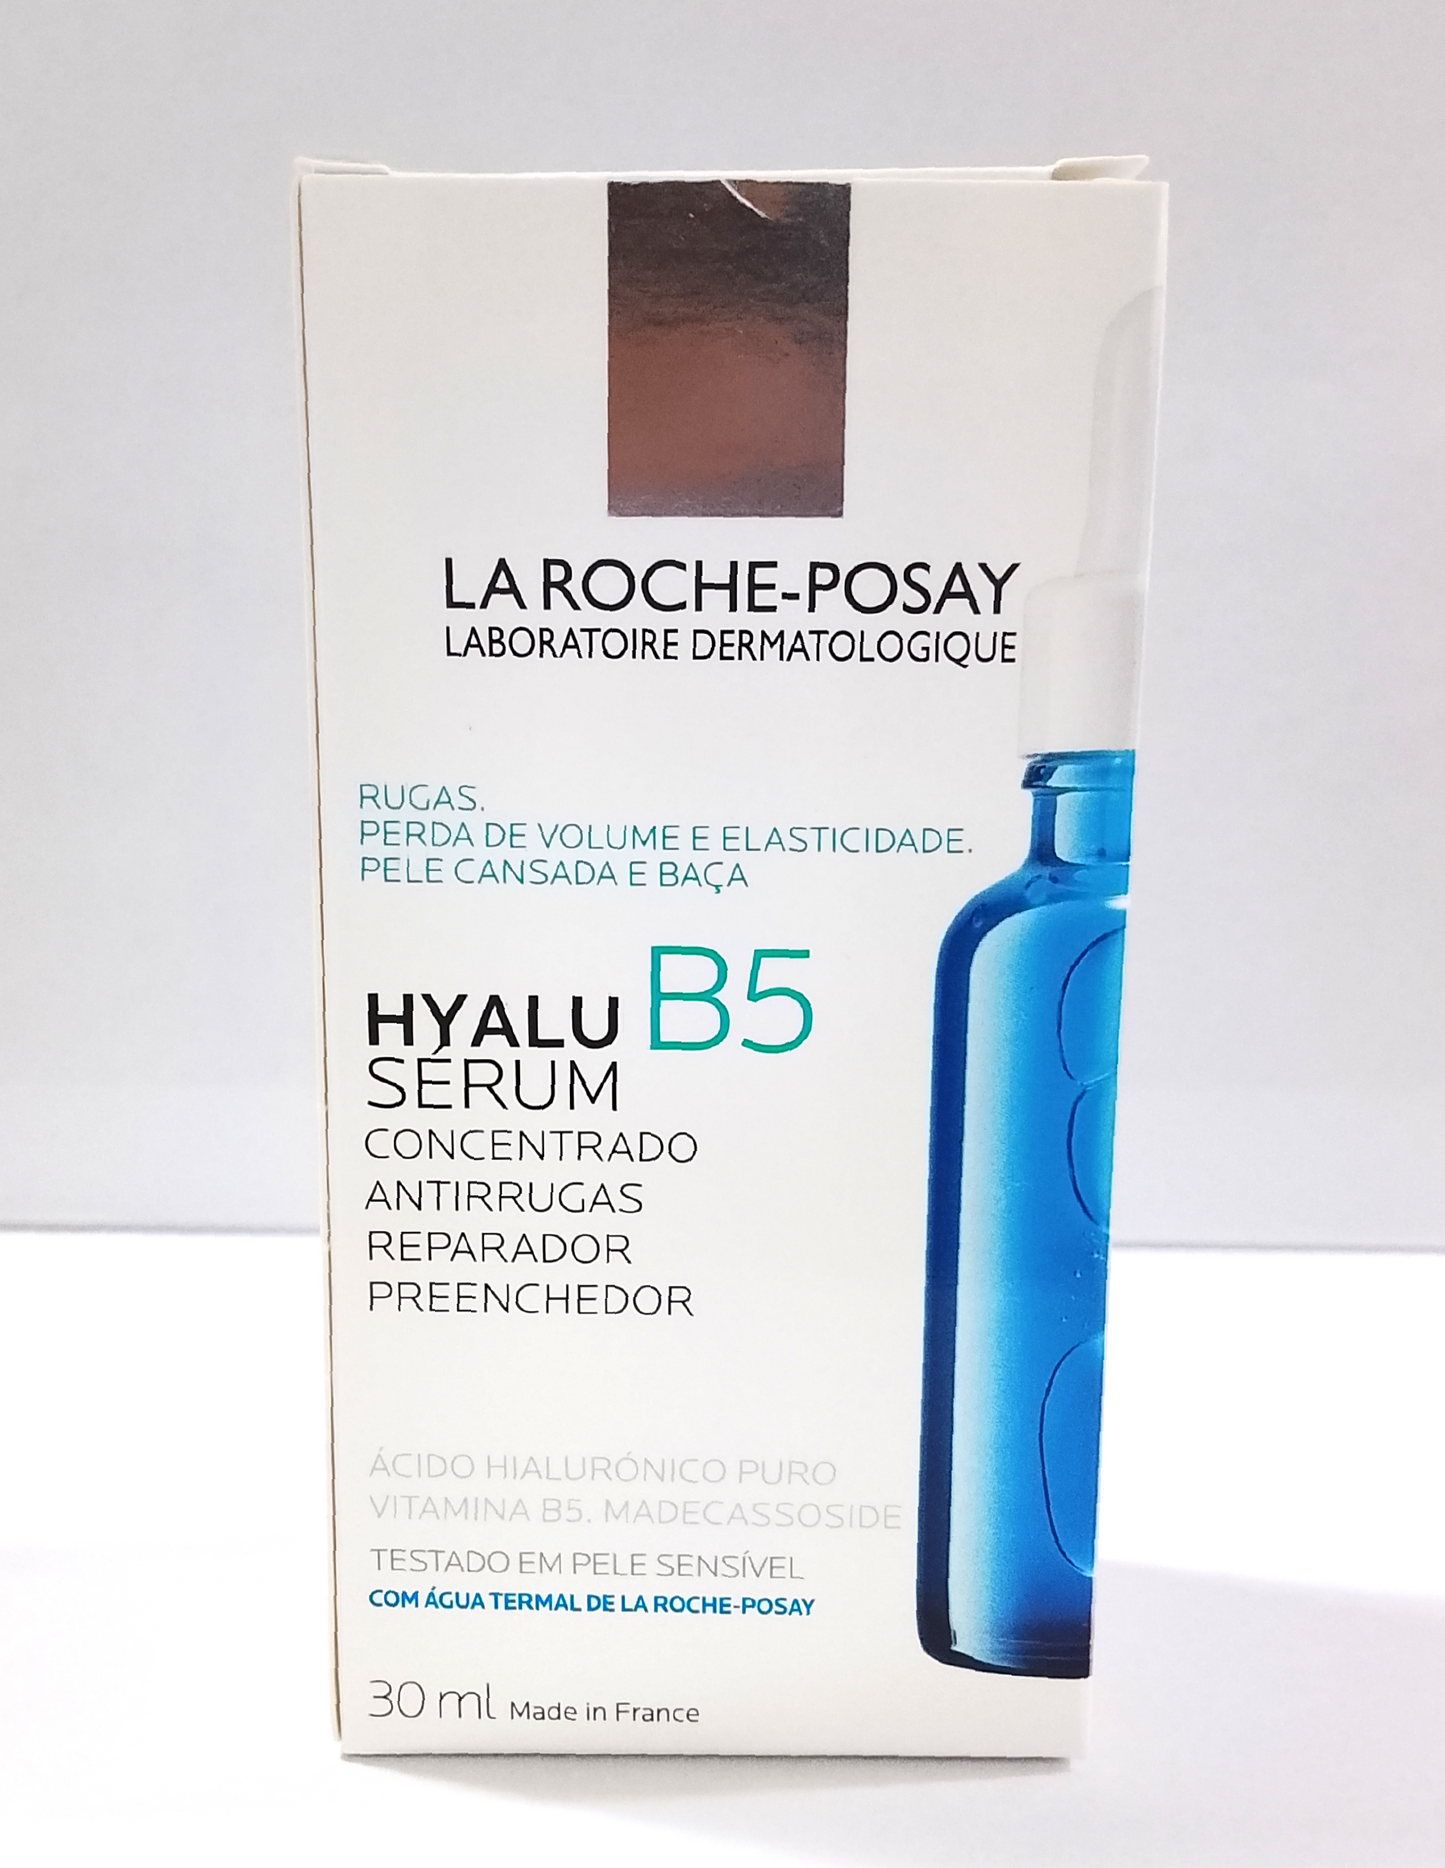 LA ROCHE-POSAY
LABORATOIRE DERMATOLOGIQUE
RUGAS.
PERDA DE VOLUME E ELASTICIDADE.
PELE CANSADA E BAÇA
HYALU B5
SÉRUM
CONCENTRADO
ANTIRRUGAS
REPARADOR
PREENCHEDOR
ÁCIDO HIALURÓNICO PURO
VITAMINA B5. MADECASSOSIDE
TESTADO EM PELE SENSÍVEL
COM ÁGUA TERMAL DE LA ROCHE-POSAY
30 ml Made in France